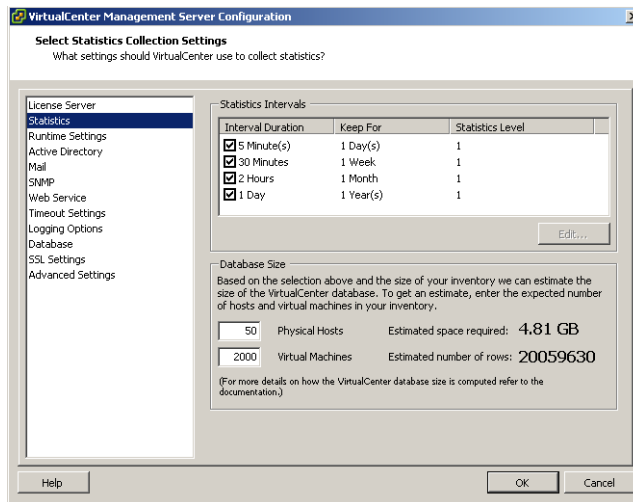 VirtualCenter Management Server Configuration
Select Statistics Collection Settings
What settings should VirtualCenter use to collect statistics?
License Server
Statistics
Runtime Settings
Active Directory
Mail
SNMP
Web Service
Timeout Settings
Logging Options
Database
SSL Settings
Advanced Settings
Statistics Intervals
Interval Duration Keep For Statistics Level
5 Minute(s) 1 Day(s) 1
30 Minutes 1 Week 1
2 Hours 1 Month 1
1 Day 1 Year(s) 1
Edit...
Database Size
Based on the selection above and the size of your inventory we can estimate the
size of the VirtualCenter database. To get an estimate, enter the expected number
of hosts and virtual machines in your inventory.
50 Physical Hosts Estimated space required: 4.81 GB
2000 Virtual Machines Estimated number of rows: 20059630
(For more details on how the VirtualCenter database size is computed refer to the
documentation.)
Help OK Cancel